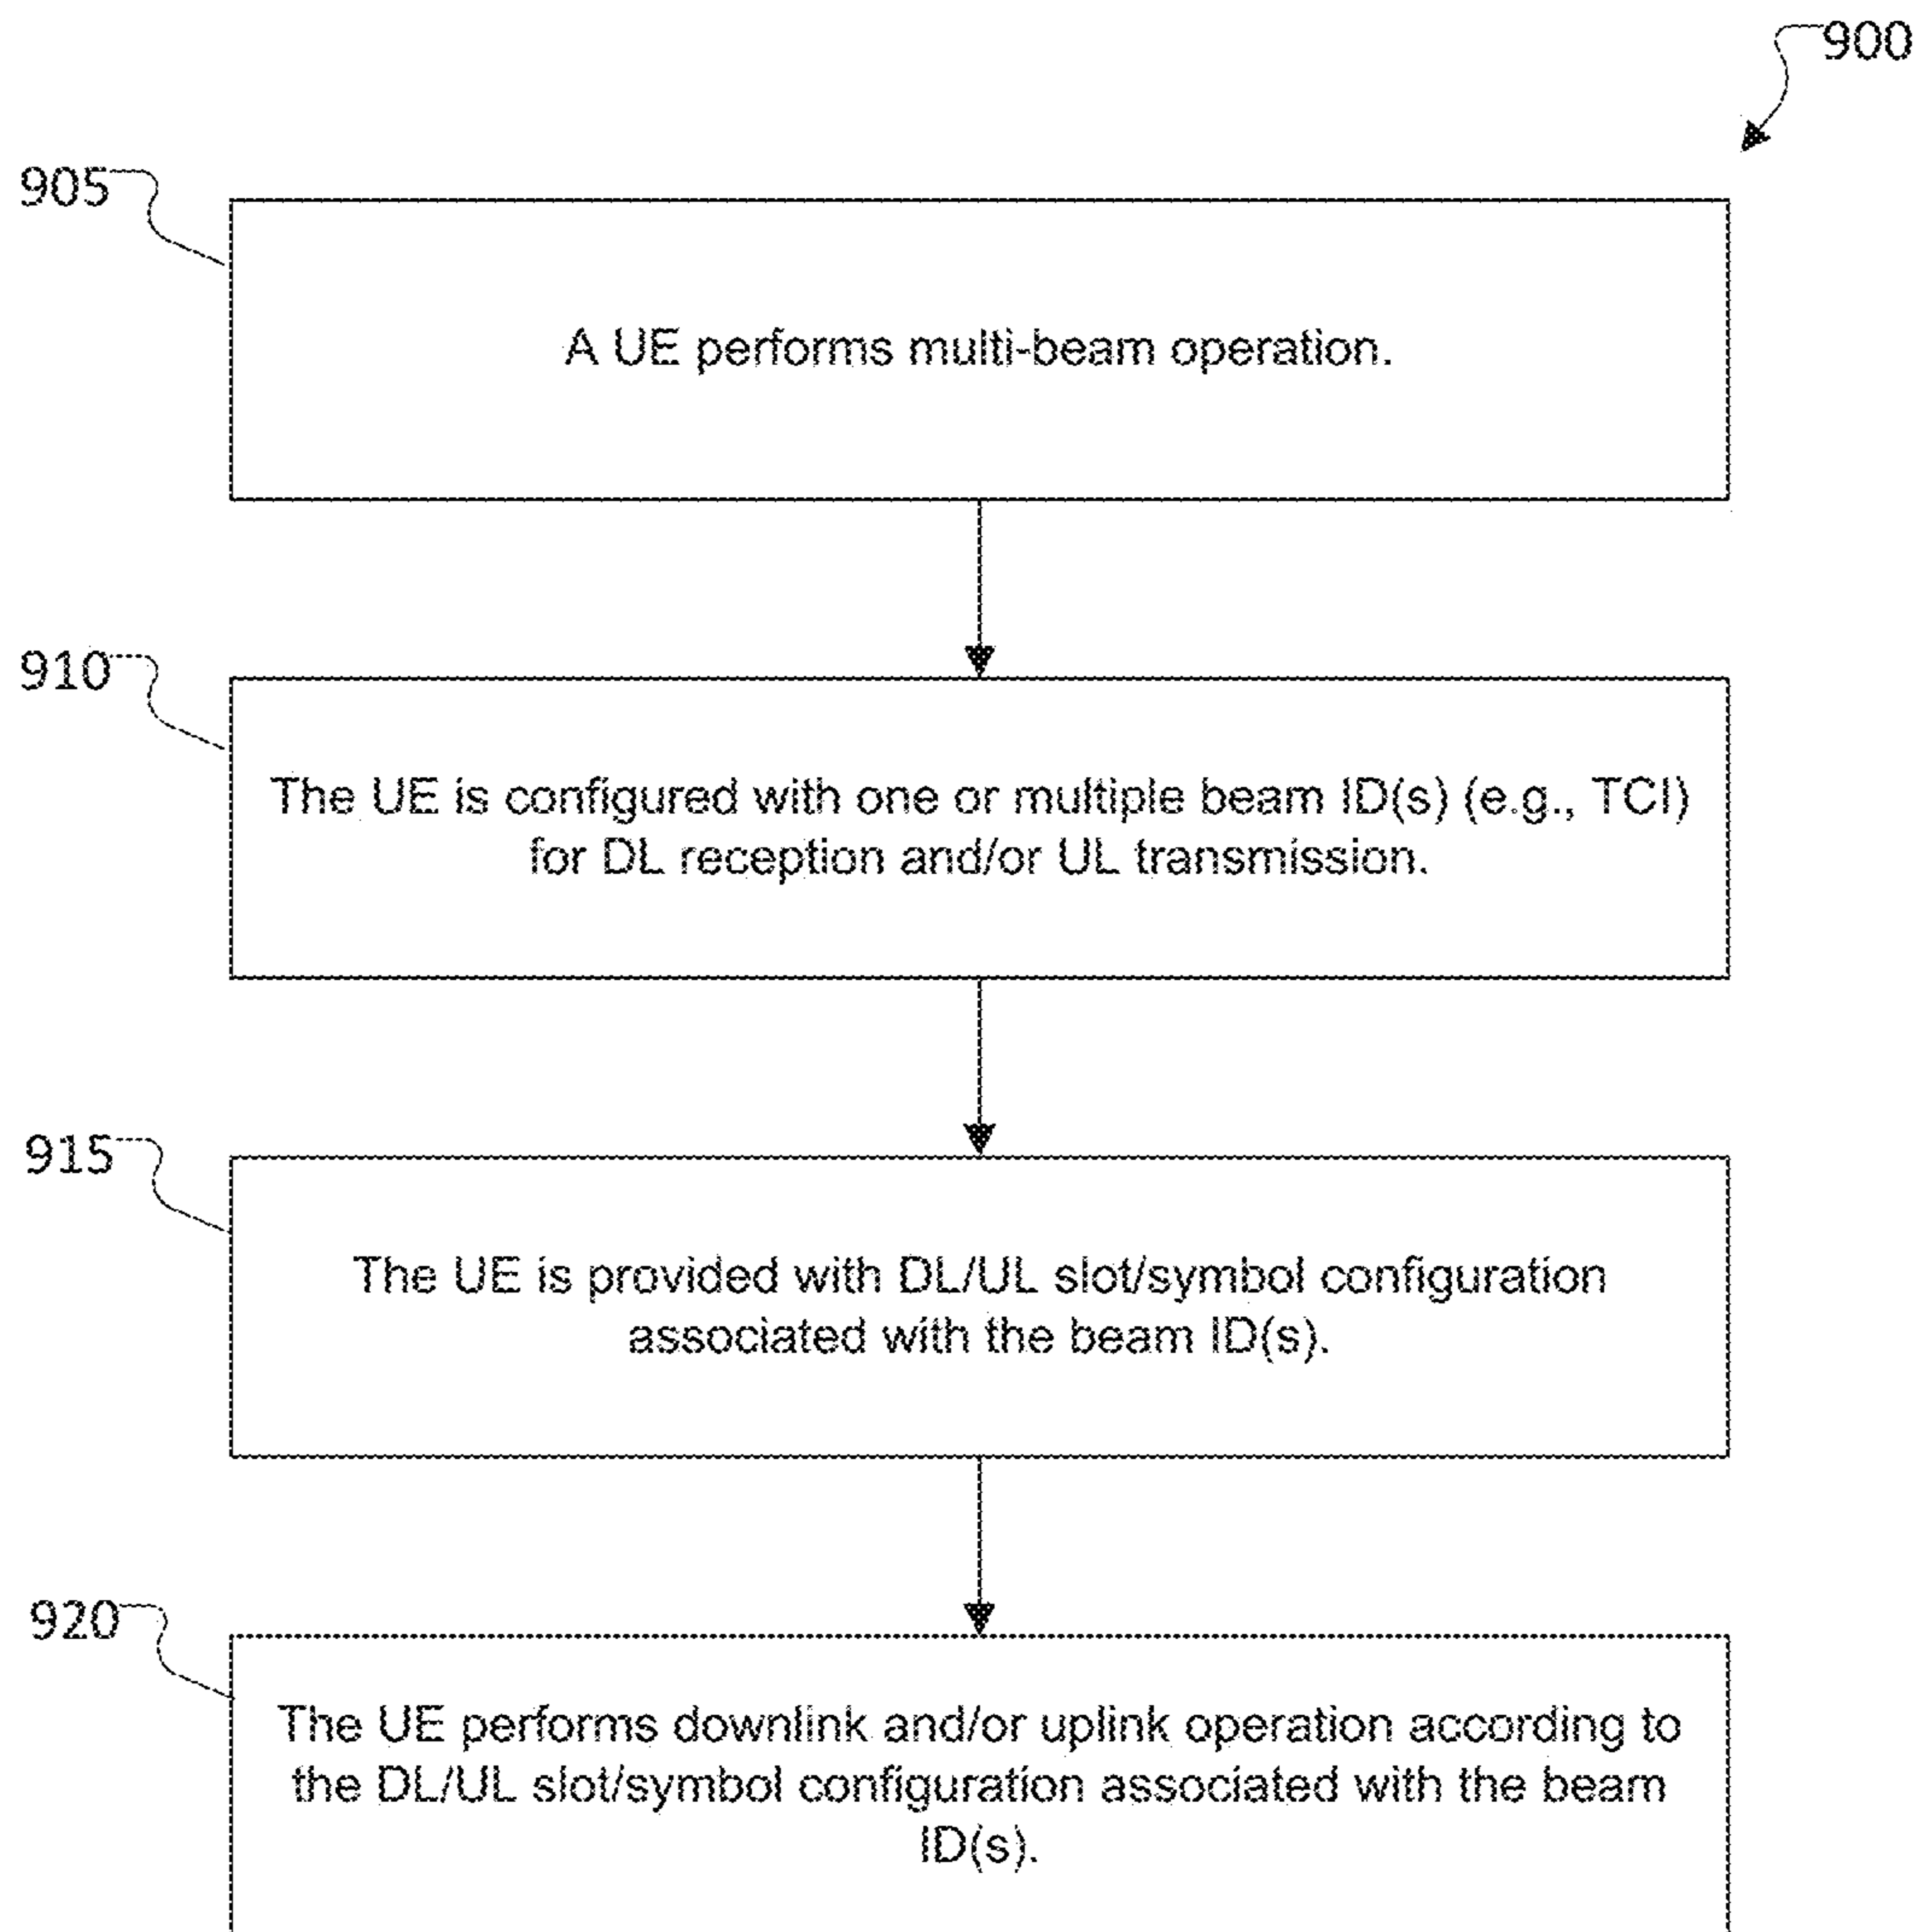 900
905
A UE performs multi-beam operation.
910
The UE is configured with one or multiple beam ID(s) (e.g., TCI)
for DL reception and/or UL transmission.
915
The UE is provided with DL/UL slot/symbol configuration
associated with the beam ID(s).
920
The UE performs downlink and/or uplink operation according to
the DL/UL slot/symbol configuration associated with the beam
ID(s).